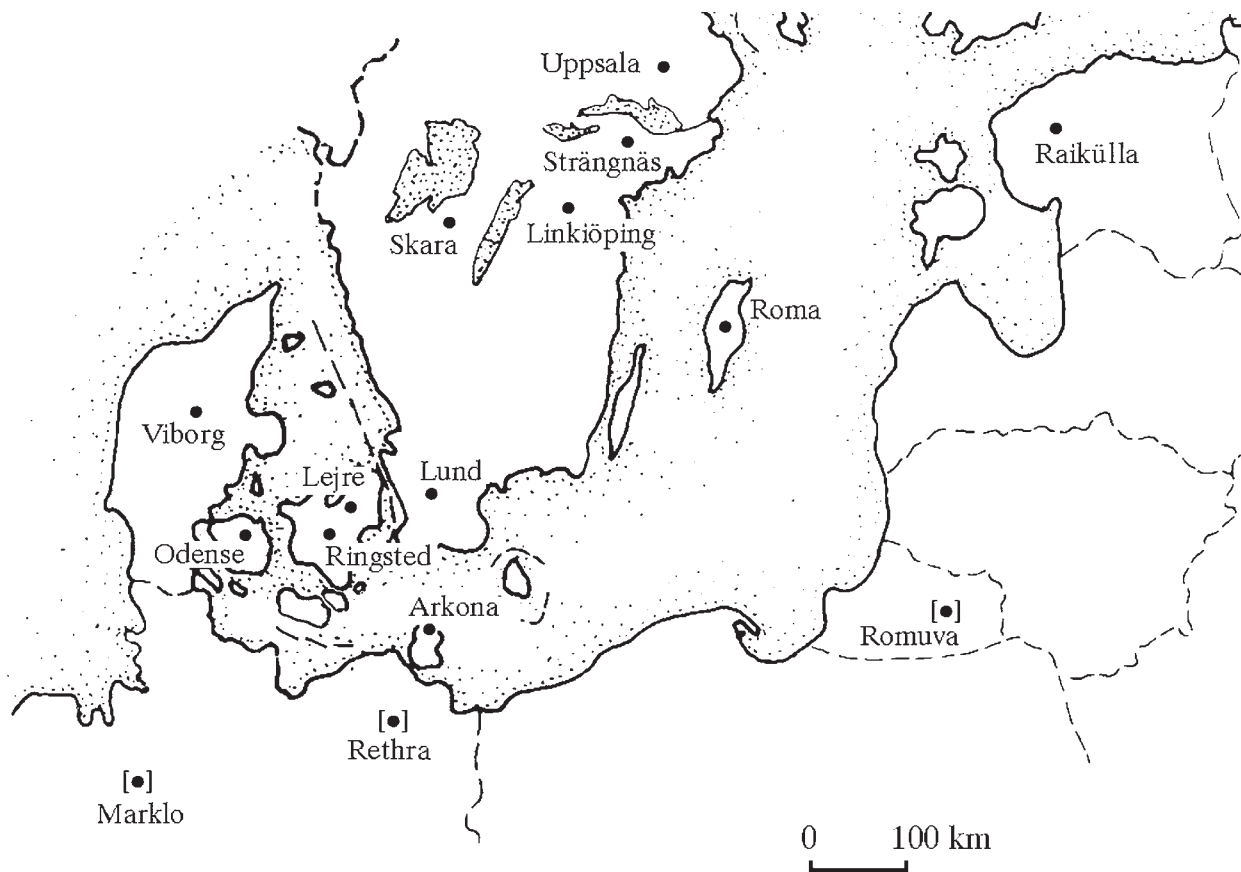 Uppsala
Strängnäs
Raikülla
Skara
Linkiöping
Roma
Viborg
Lejre
Lund
Odense
Ringsted
Arkona
[•]
Romuva
[•]
Rethra
[•]
Marklo
0 100 km